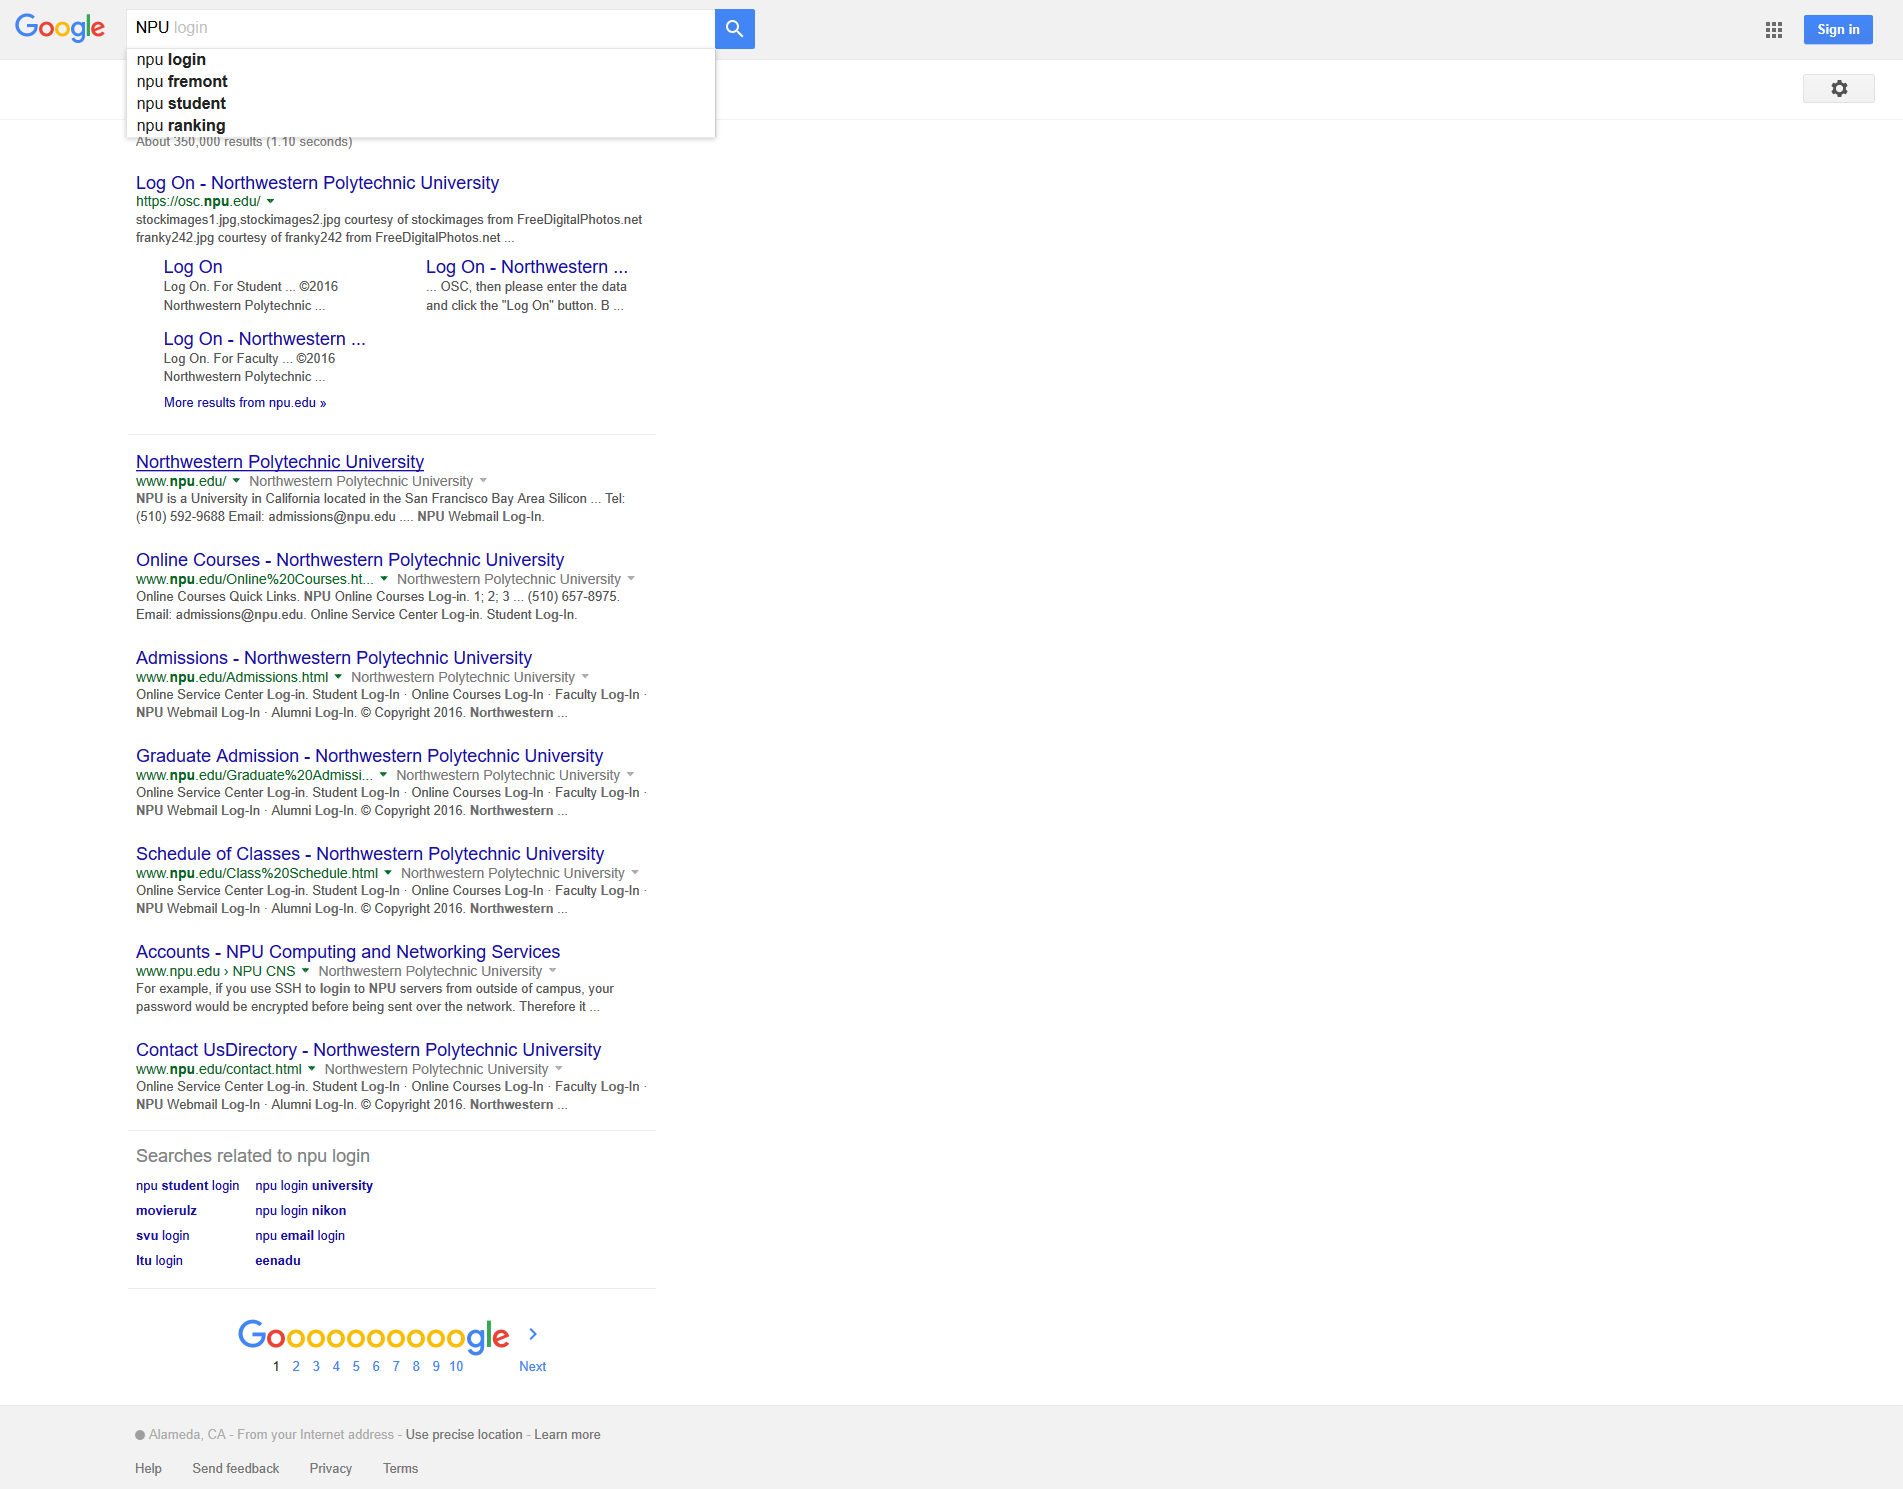 Google
NPU login
Sign in
npu login
npu fremont
npu student
npu ranking
About 350,000 results (1.10 seconds)
Log On - Northwestern Polytechnic University
https://osc.npu.edu/
stockimages1.jpg,stockimages2.jpg courtesy of stockimages from FreeDigitalPhotos.net
franky242.jpg courtesy of franky242 from FreeDigitalPhotos.net ...
Log On
Log On. For Student ... ©2016
Northwestern Polytechnic ...
Log On - Northwestern ...
... OSC, then please enter the data
and click the "Log On" button. B ...
Log On - Northwestern ...
Log On. For Faculty ... ©2016
Northwestern Polytechnic ...
More results from npu.edu »
Northwestern Polytechnic University
www.npu.edu/ Northwestern Polytechnic University
NPU is a University in California located in the San Francisco Bay Area Silicon ... Tel:
(510) 592-9688 Email: admissions@npu.edu .... NPU Webmail Log-In.
Online Courses - Northwestern Polytechnic University
www.npu.edu/Online%20Courses.ht... Northwestern Polytechnic University
Online Courses Quick Links. NPU Online Courses Log-in. 1; 2; 3 ... (510) 657-8975.
Email: admissions@npu.edu. Online Service Center Log-in. Student Log-In.
Admissions - Northwestern Polytechnic University
www.npu.edu/Admissions.html Northwestern Polytechnic University
Online Service Center Log-in. Student Log-In · Online Courses Log-In · Faculty Log-In ·
NPU Webmail Log-In · Alumni Log-In. © Copyright 2016. Northwestern ...
Graduate Admission - Northwestern Polytechnic University
www.npu.edu/Graduate%20Admissi... Northwestern Polytechnic University
Online Service Center Log-in. Student Log-In · Online Courses Log-In · Faculty Log-In ·
NPU Webmail Log-In · Alumni Log-In. © Copyright 2016. Northwestern ...
Schedule of Classes - Northwestern Polytechnic University
www.npu.edu/Class%20Schedule.html Northwestern Polytechnic University
Online Service Center Log-in. Student Log-In · Online Courses Log-In · Faculty Log-In ·
NPU Webmail Log-In · Alumni Log-In. © Copyright 2016. Northwestern ...
Accounts - NPU Computing and Networking Services
www.npu.edu › NPU CNS Northwestern Polytechnic University
For example, if you use SSH to login to NPU servers from outside of campus, your
password would be encrypted before being sent over the network. Therefore it ...
Contact UsDirectory - Northwestern Polytechnic University
www.npu.edu/contact.html Northwestern Polytechnic University
Online Service Center Log-in. Student Log-In · Online Courses Log-In · Faculty Log-In ·
NPU Webmail Log-In · Alumni Log-In. © Copyright 2016. Northwestern ...
Searches related to npu login
npu student login npu login university
movierulz npu login nikon
svu login npu email login
ltu login eenadu
Goooooooooogle >
1 2 3 4 5 6 7 8 9 10 Next
Alameda, CA - From your Internet address - Use precise location - Learn more
Help Send feedback Privacy Terms